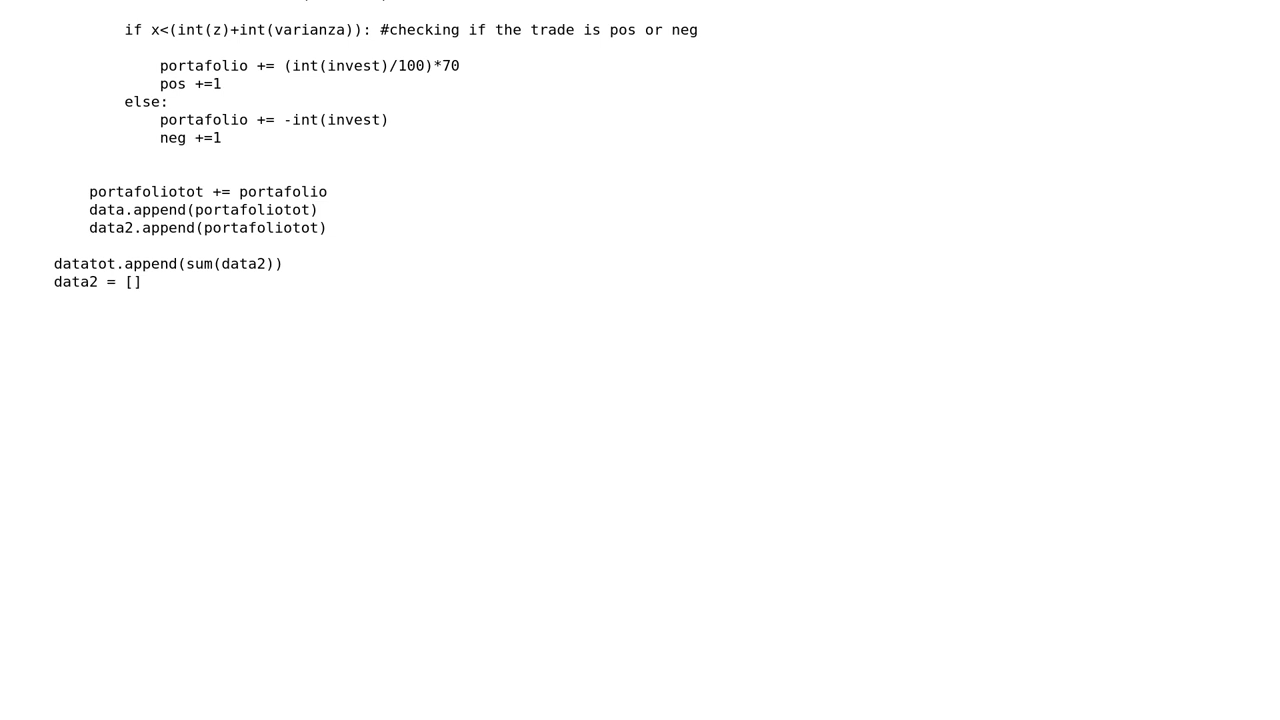 if x<(int(z)+int(varianza)): #checking if the trade is pos or neg
portafolio += (int(invest)/100)*70
pos +=1
else:
portafolio += -int(invest)
neg +=1
portafoliotot += portafolio
data.append(portafoliotot)
data2.append(portafoliotot)
datatot.append(sum(data2))
data2 = []